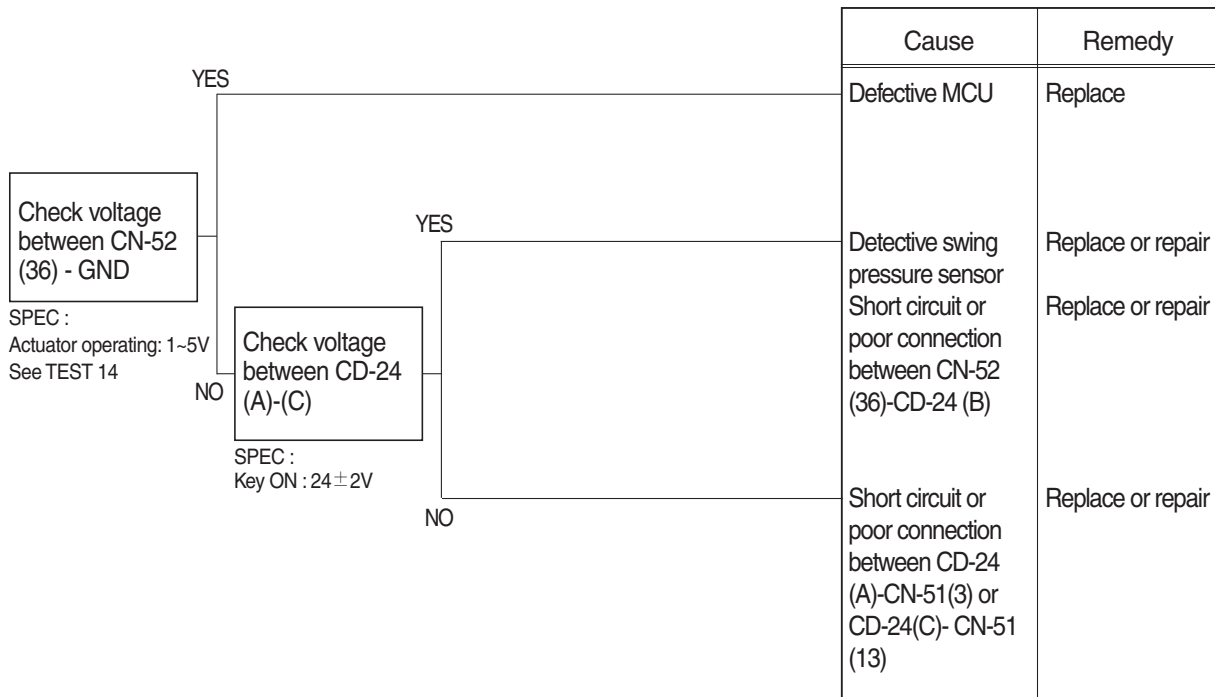 Cause
Remedy
YES
Defective MCU
Replace
Check voltage
between CN-52
(36) - GND
SPEC :
Actuator operating: 1~5V
See TEST 14
YES
Detective swing
pressure sensor
Replace or repair
Short circuit or
poor connection
between CN-52
(36)-CD-24 (B)
Replace or repair
NO
Check voltage
between CD-24
(A)-(C)
SPEC :
Key ON : 24±2V
NO
Short circuit or
poor connection
between CD-24
(A)-CN-51(3) or
CD-24(C)- CN-51
(13)
Replace or repair